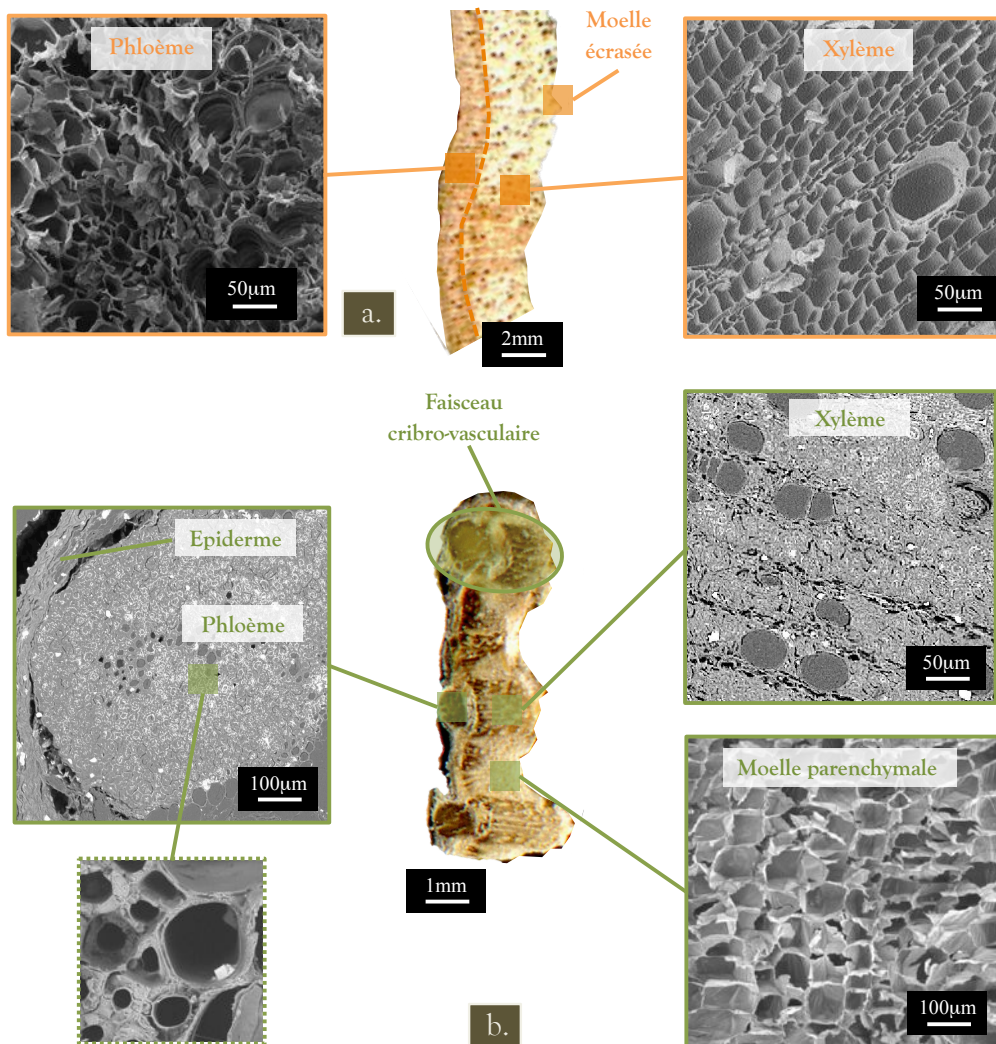 Phloème
50µm
Moelle
écrasée
Xylème
50µm
a.
2mm
Faisceau
cribro-vasculaire
Xylème
50µm
Epiderme
Phloème
100µm
1mm
Moelle parenchymale
100µm
b.